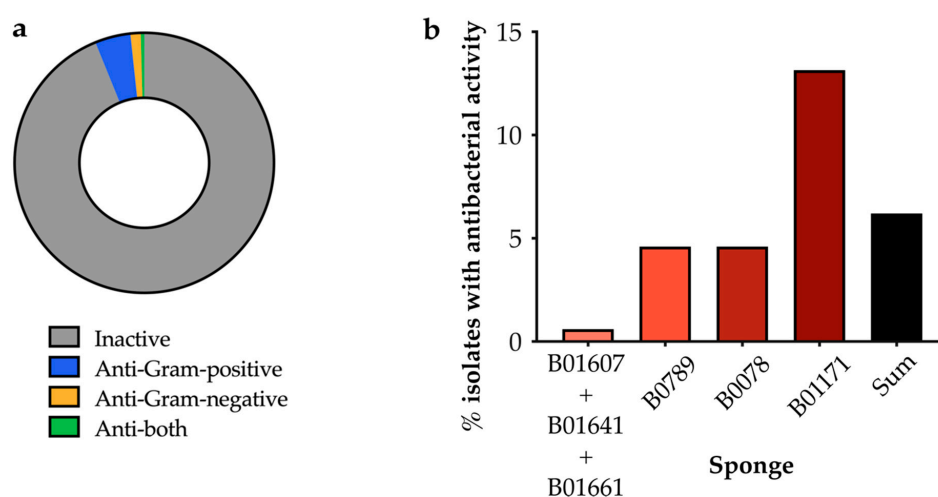 a
Inactive
Anti-Gram-positive
Anti-Gram-negative
Anti-both
b
% isolates with antibacterial activity
15
10
5
0
B01607
+
B01641
+
B01661
B0789
B0078
B01171
Sum
Sponge